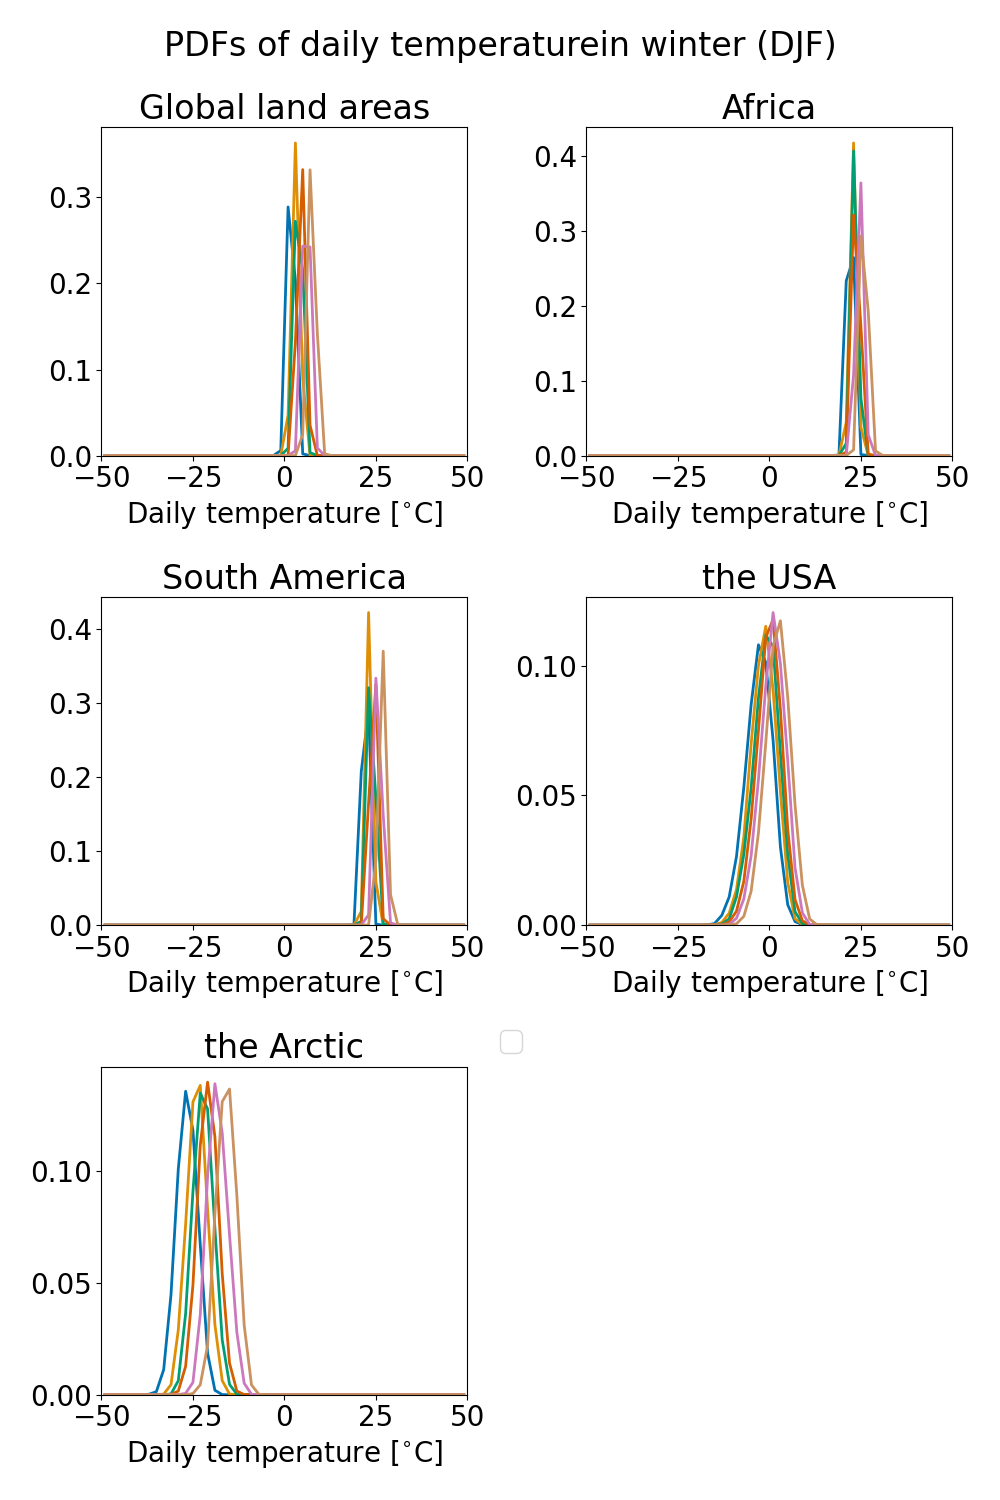 PDFs of daily temperaturein winter (DJF)
Global land areas
0.3
0.2
0.1
0.0
−50 −25 0 25 50
Daily temperature [°C]
Africa
0.4
0.3
0.2
0.1
0.0
−50 −25 0 25 50
Daily temperature [°C]
South America
0.4
0.3
0.2
0.1
0.0
−50 −25 0 25 50
Daily temperature [°C]
the USA
0.10
0.05
0.00
−50 −25 0 25 50
Daily temperature [°C]
the Arctic
0.10
0.05
0.00
−50 −25 0 25 50
Daily temperature [°C]